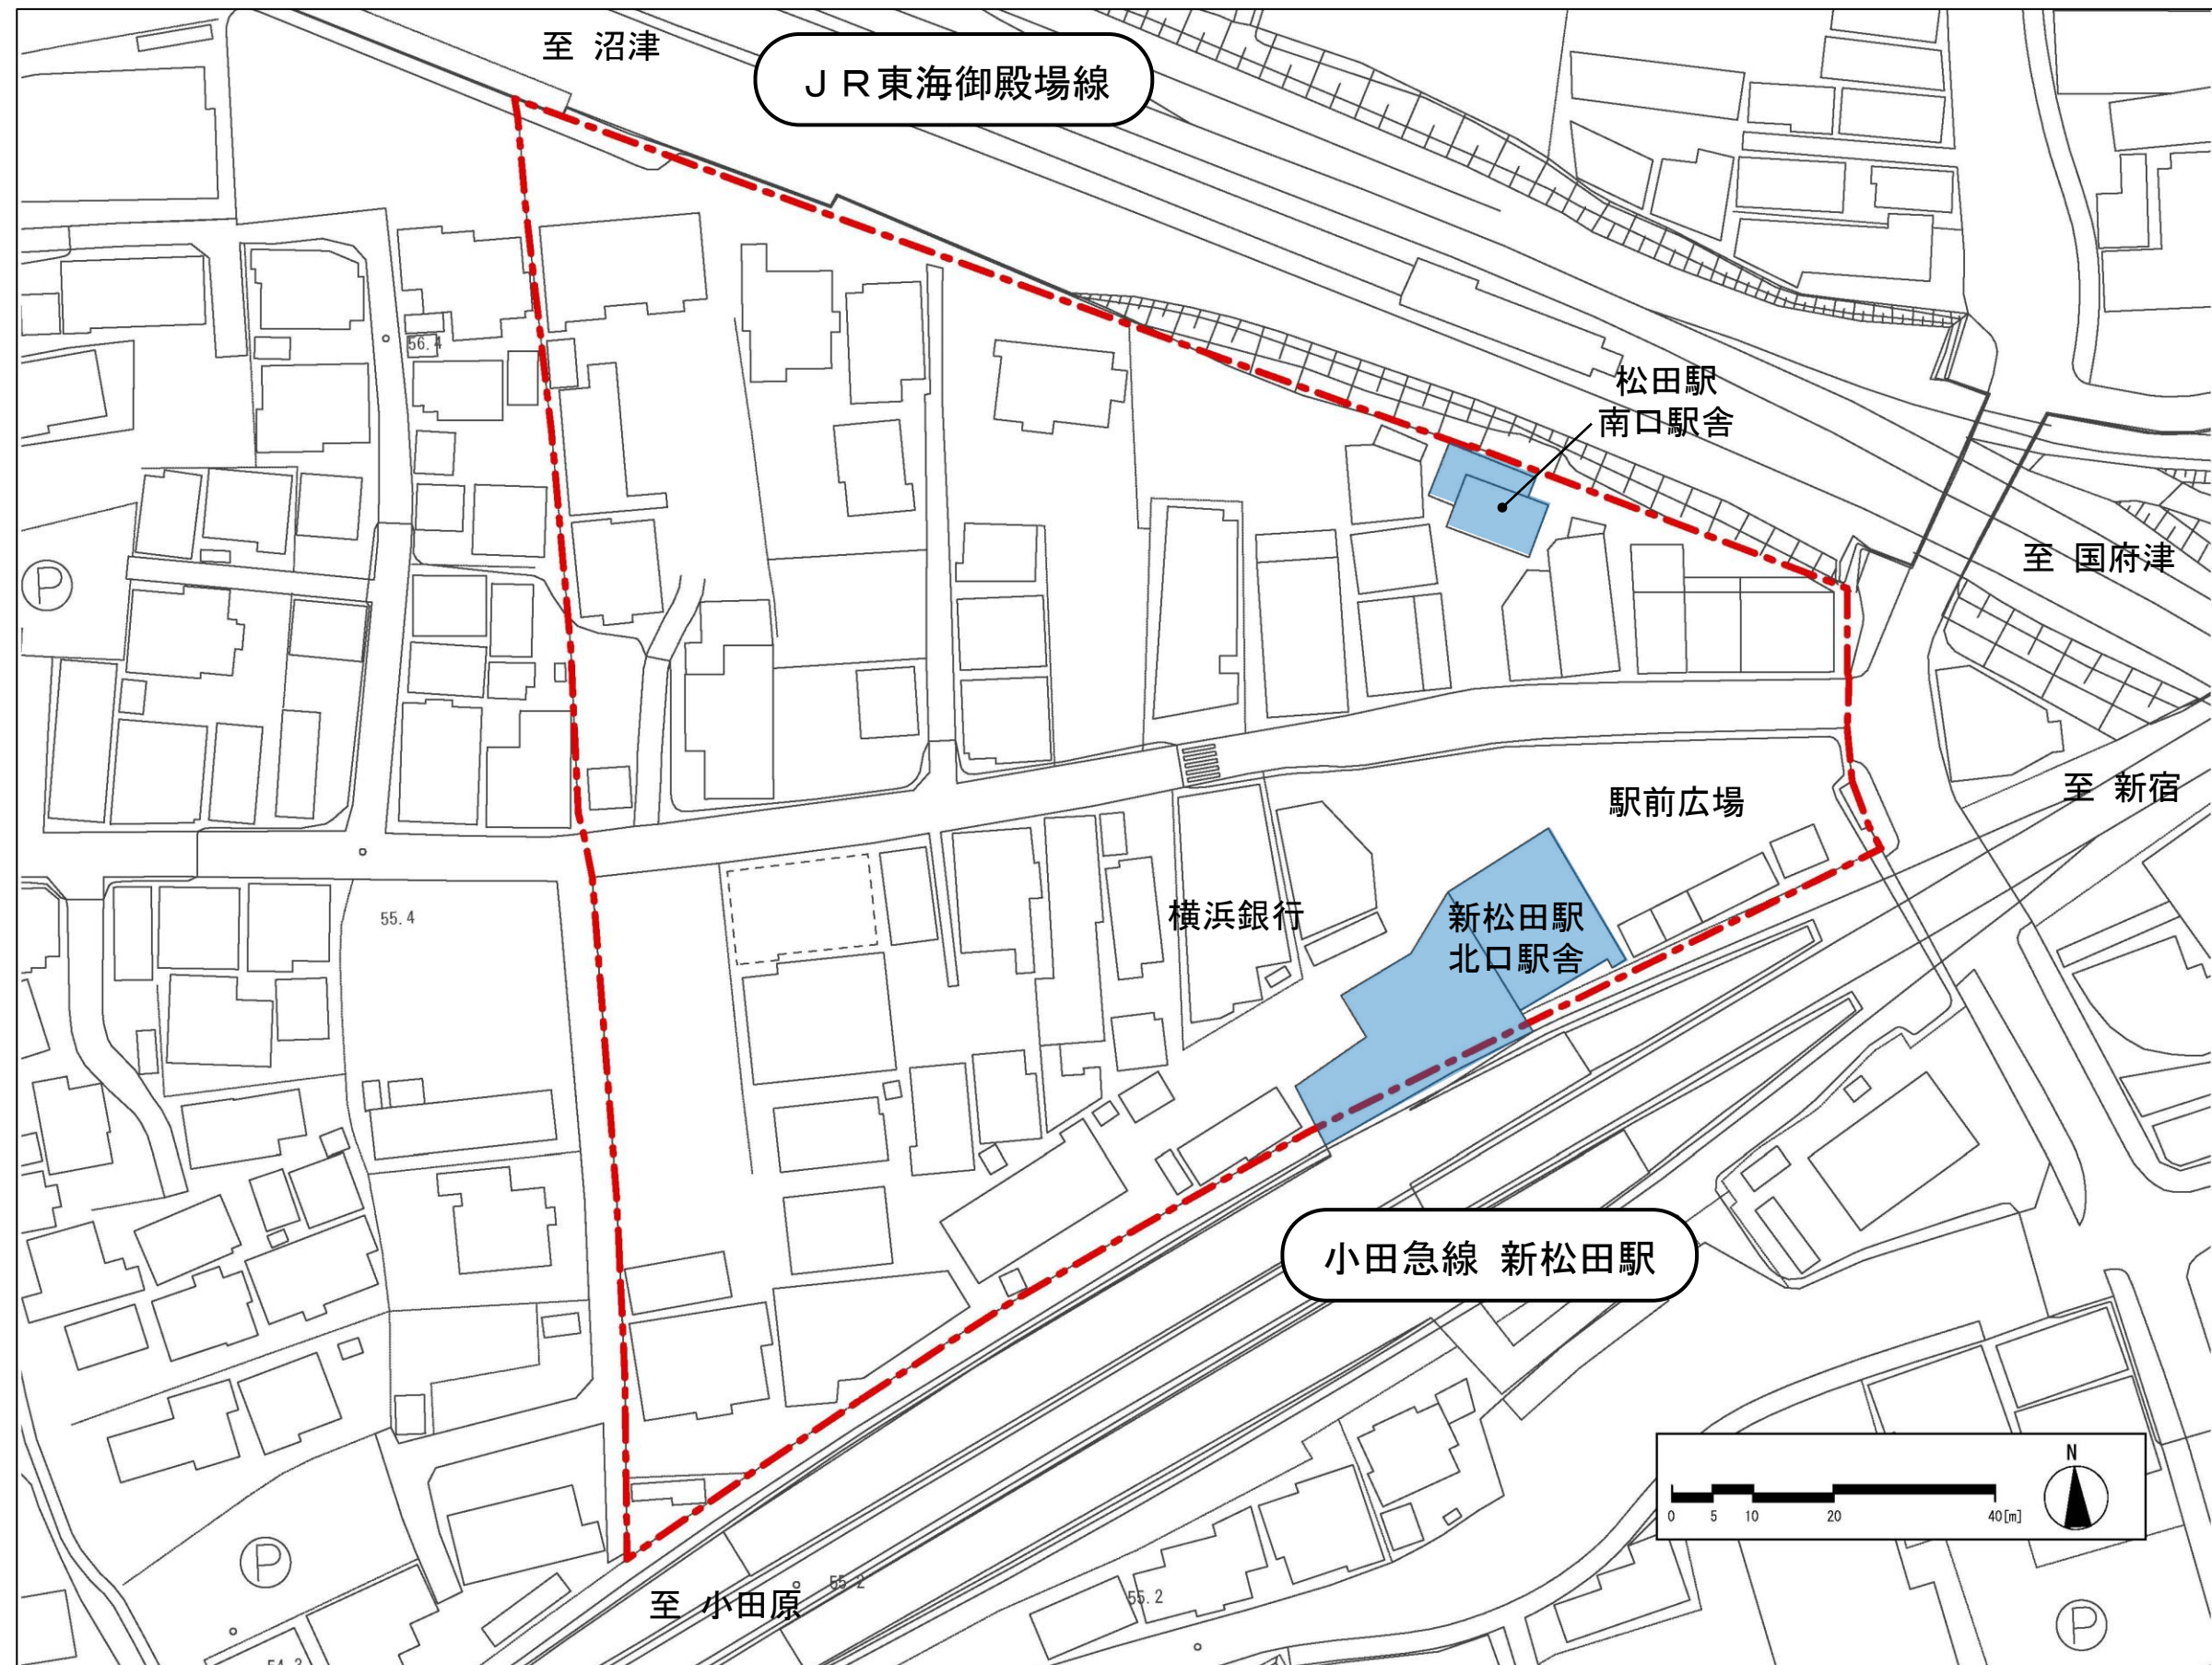 至 沼津
JR東海御殿場線
56.4
松田駅
南口駅舎
至 国府津
P
至 新宿
駅前広場
55.4
横浜銀行
新松田駅
北口駅舎
小田急線 新松田駅
N
0 5 10 20 40[m]
P
至 小田原
55.2
55.2
P